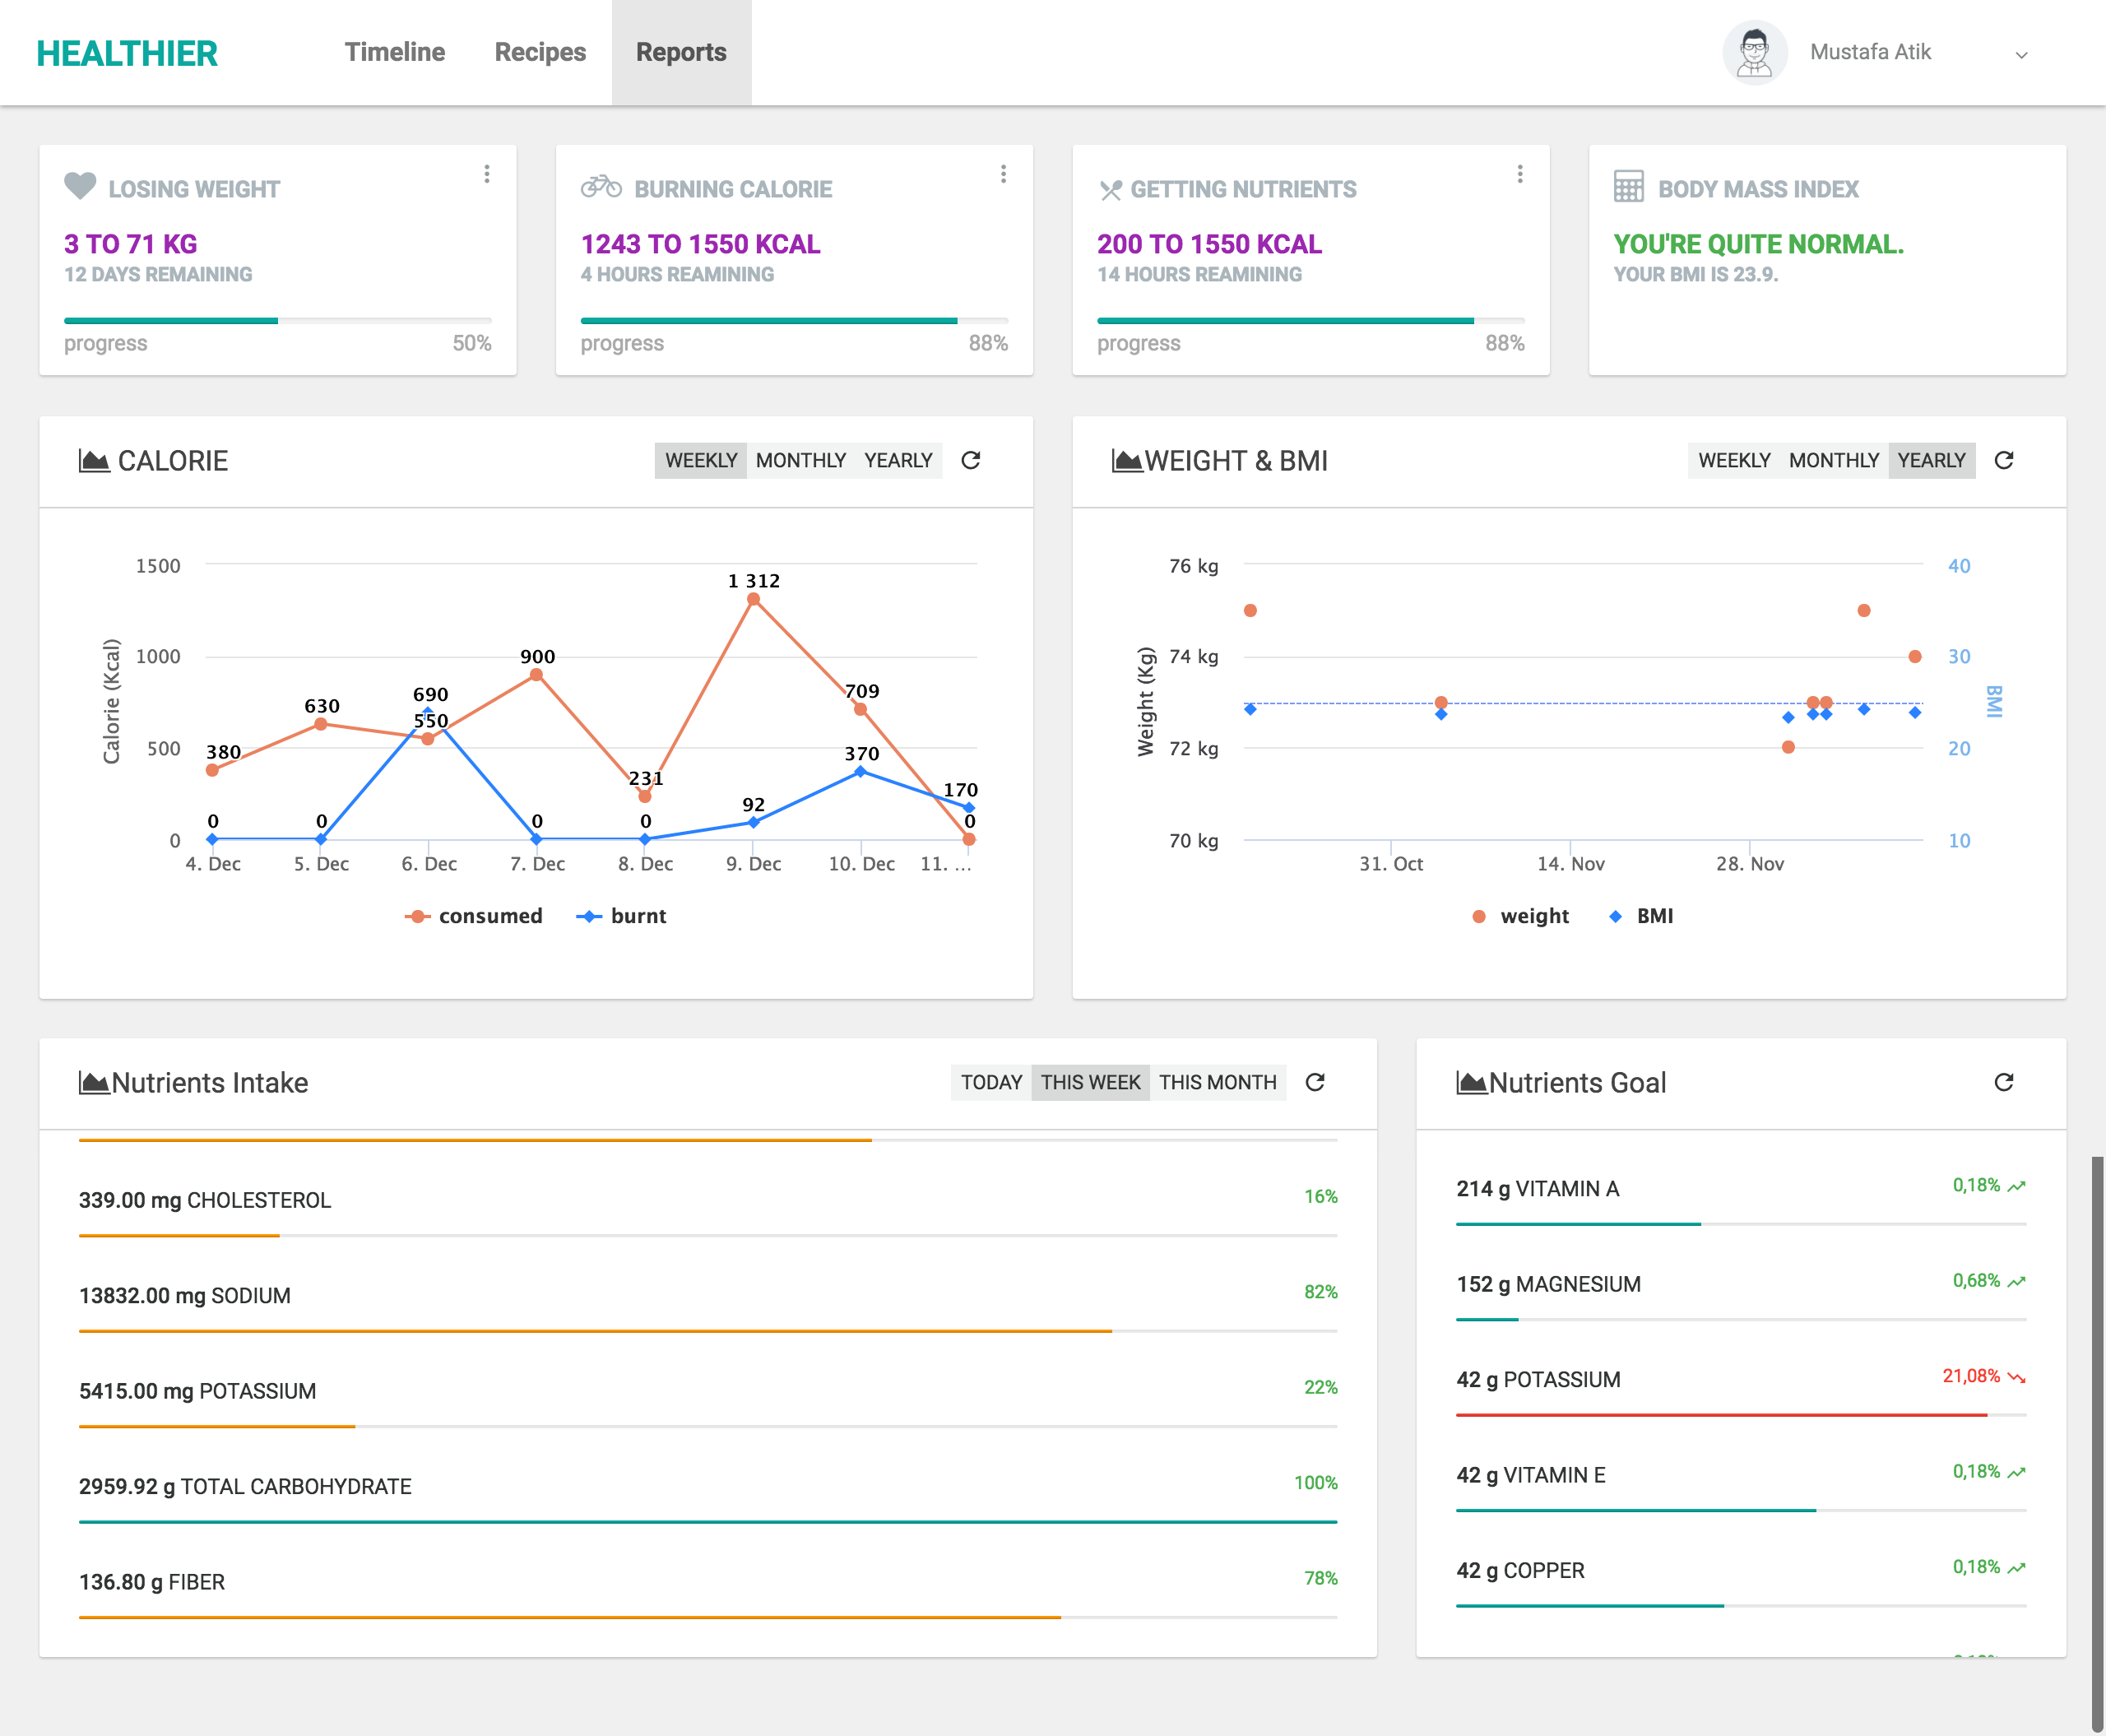 HEALTHIER
Timeline
Recipes
Reports
Mustafa Atik
LOSING WEIGHT
3 TO 71 KG
12 DAYS REMAINING
progress
50%
BURNING CALORIE
1243 TO 1550 KCAL
4 HOURS REAMINING
progress
88%
GETTING NUTRIENTS
200 TO 1550 KCAL
14 HOURS REAMINING
progress
88%
BODY MASS INDEX
YOU'RE QUITE NORMAL.
YOUR BMI IS 23.9.
CALORIE
WEEKLY MONTHLY YEARLY
Calorie (Kcal)
1500
1000
500
0
380
630
690
550
900
231
1 312
709
370
170
92
0
0
0
0
0
4. Dec
5. Dec
6. Dec
7. Dec
8. Dec
9. Dec
10. Dec
11. ...
consumed
burnt
WEIGHT & BMI
WEEKLY MONTHLY YEARLY
Weight (Kg)
76 kg
74 kg
72 kg
70 kg
40
30
20
10
BMI
31. Oct
14. Nov
28. Nov
weight
BMI
Nutrients Intake
TODAY THIS WEEK THIS MONTH
339.00 mg CHOLESTEROL
16%
13832.00 mg SODIUM
82%
5415.00 mg POTASSIUM
22%
2959.92 g TOTAL CARBOHYDRATE
100%
136.80 g FIBER
78%
Nutrients Goal
214 g VITAMIN A
0,18%
152 g MAGNESIUM
0,68%
42 g POTASSIUM
21,08%
42 g VITAMIN E
0,18%
42 g COPPER
0,18%